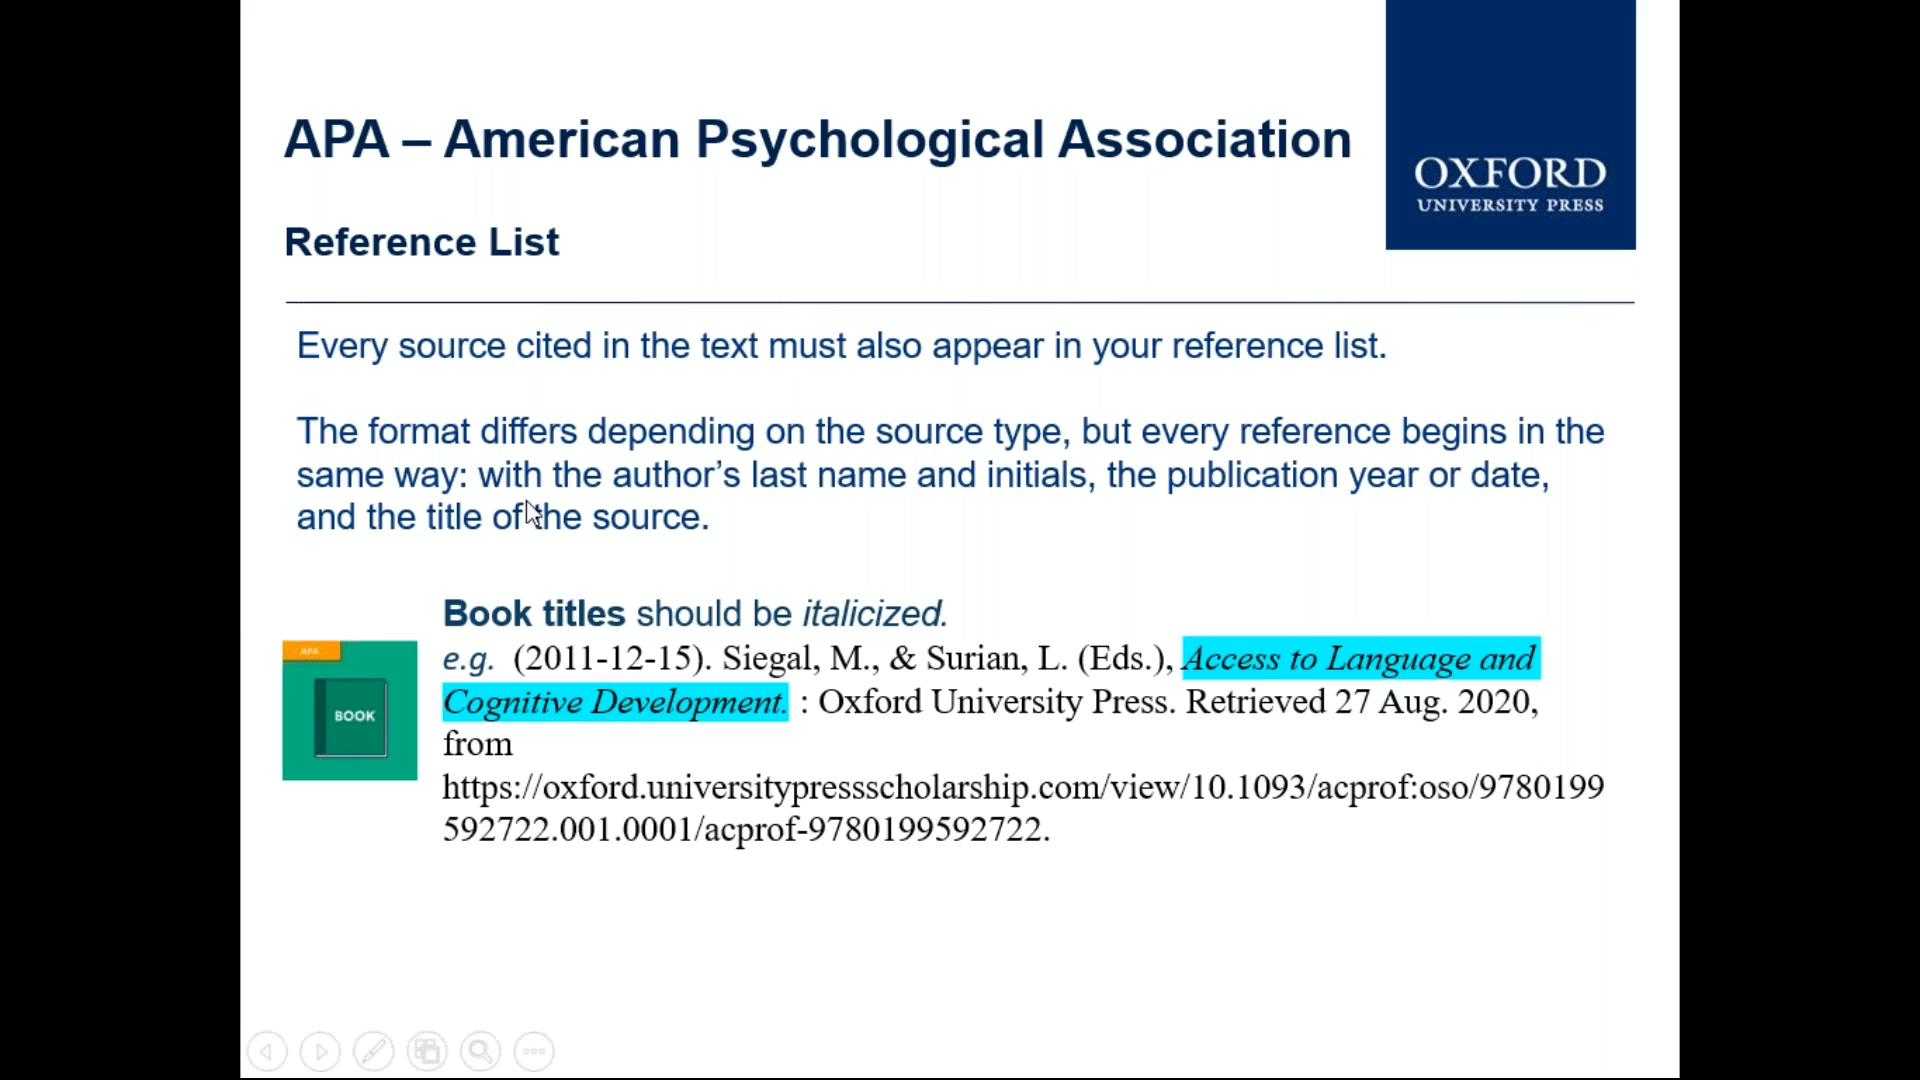 APA – American Psychological Association
OXFORD
UNIVERSITY PRESS
Reference List
Every source cited in the text must also appear in your reference list.
The format differs depending on the source type, but every reference begins in the
same way: with the author’s last name and initials, the publication year or date,
and the title of the source.
Book titles should be italicized.
APA
BOOK
e.g. (2011-12-15). Siegal, M., & Surian, L. (Eds.), Access to Language and
Cognitive Development. : Oxford University Press. Retrieved 27 Aug. 2020,
from
https://oxford.universitypressscholarship.com/view/10.1093/acprof:oso/9780199
592722.001.0001/acprof-9780199592722.